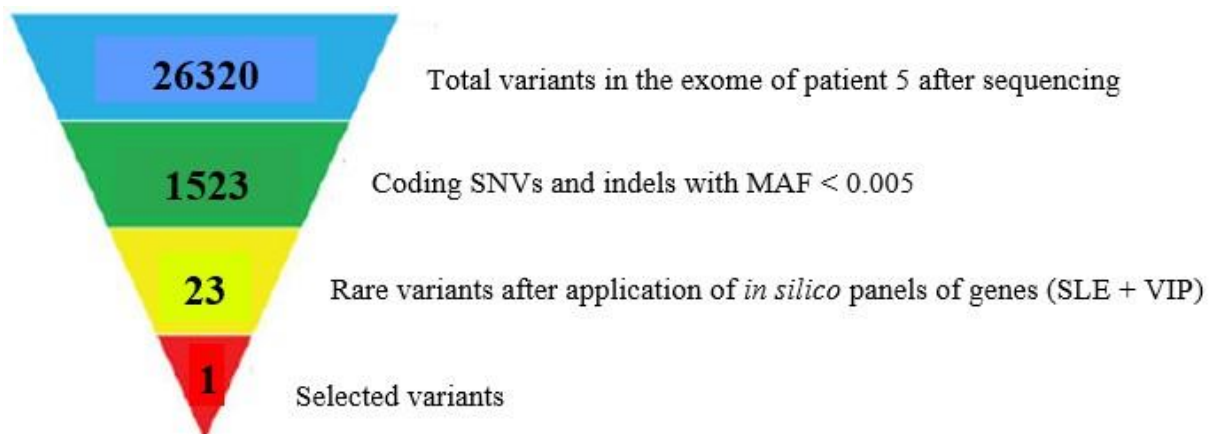 26320 Total variants in the exome of patient 5 after sequencing
1523 Coding SNVs and indels with MAF < 0.005
23 Rare variants after application of in silico panels of genes (SLE + VIP)
1 Selected variants